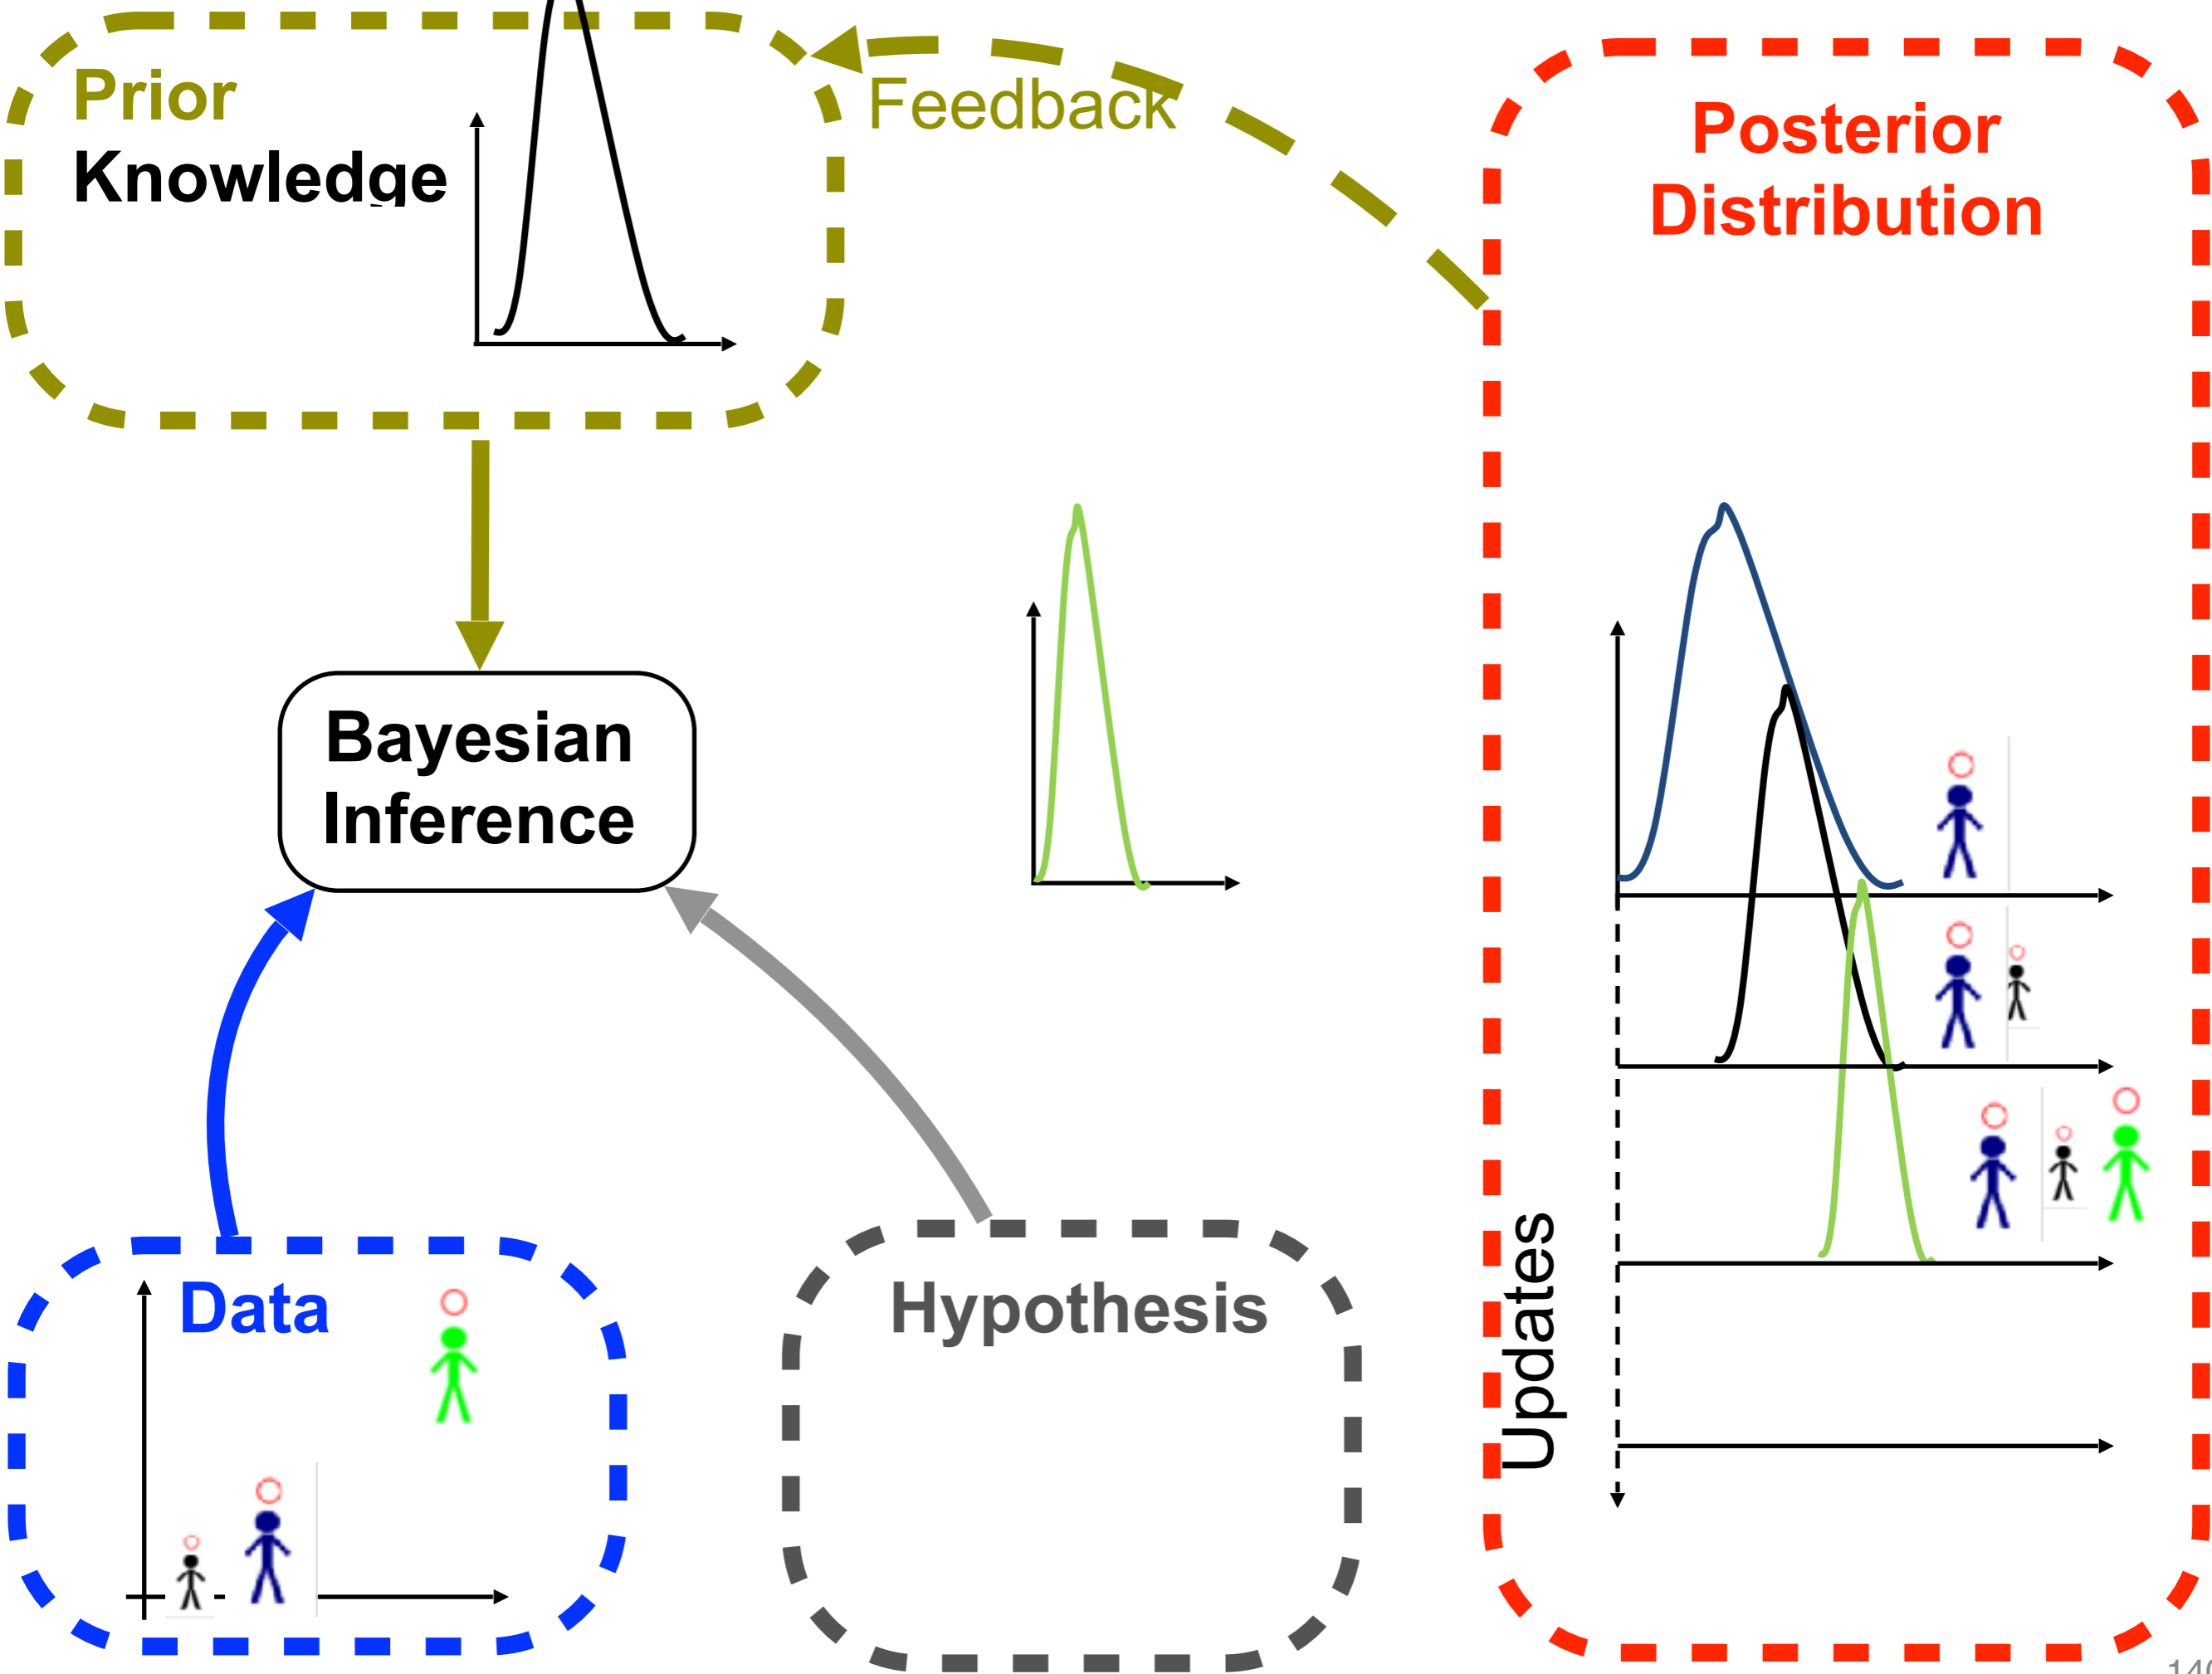 Prior
Knowledge
Feedback
Posterior
Distribution
Bayesian
Inference
Data
Hypothesis
Updates